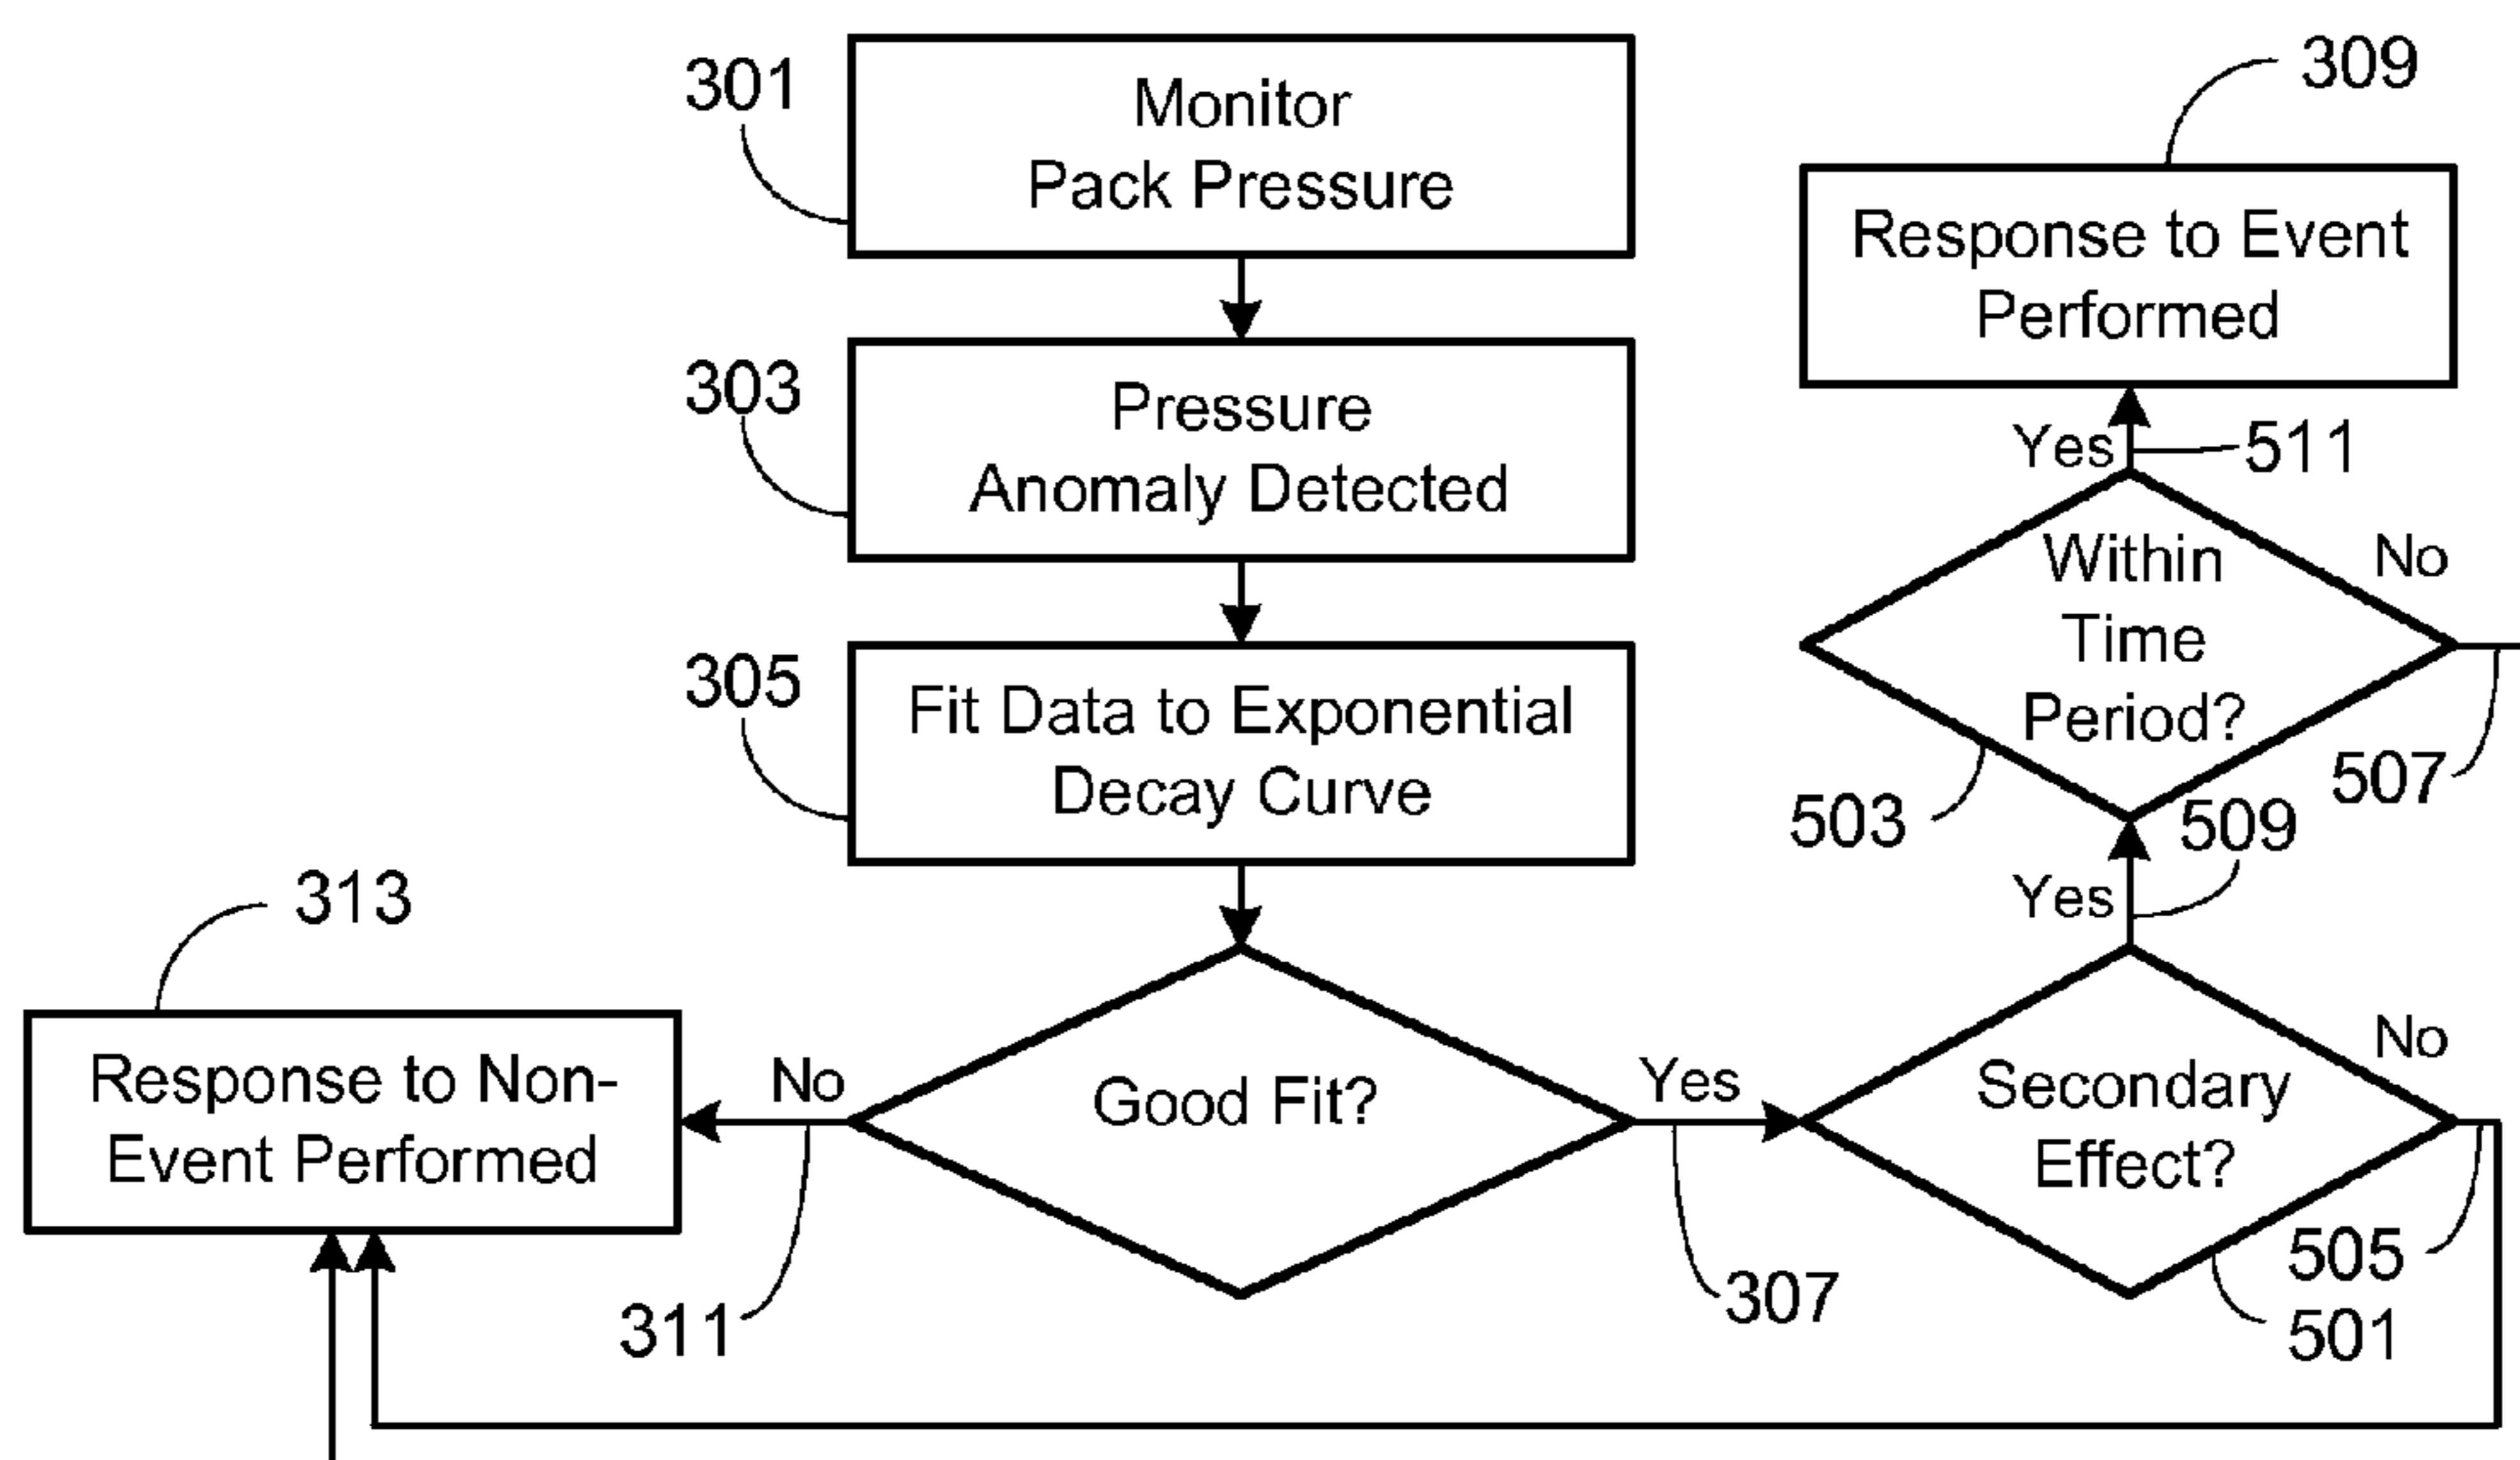 301
Monitor
Pack Pressure
303
Pressure
Anomaly Detected
305
Fit Data to Exponential
Decay Curve
313
Response to Non-
Event Performed
No
311
Good Fit?
Yes
307
Secondary
Effect?
No
505
501
Yes
509
Within
Time
Period?
No
507
503
Yes
511
309
Response to Event
Performed